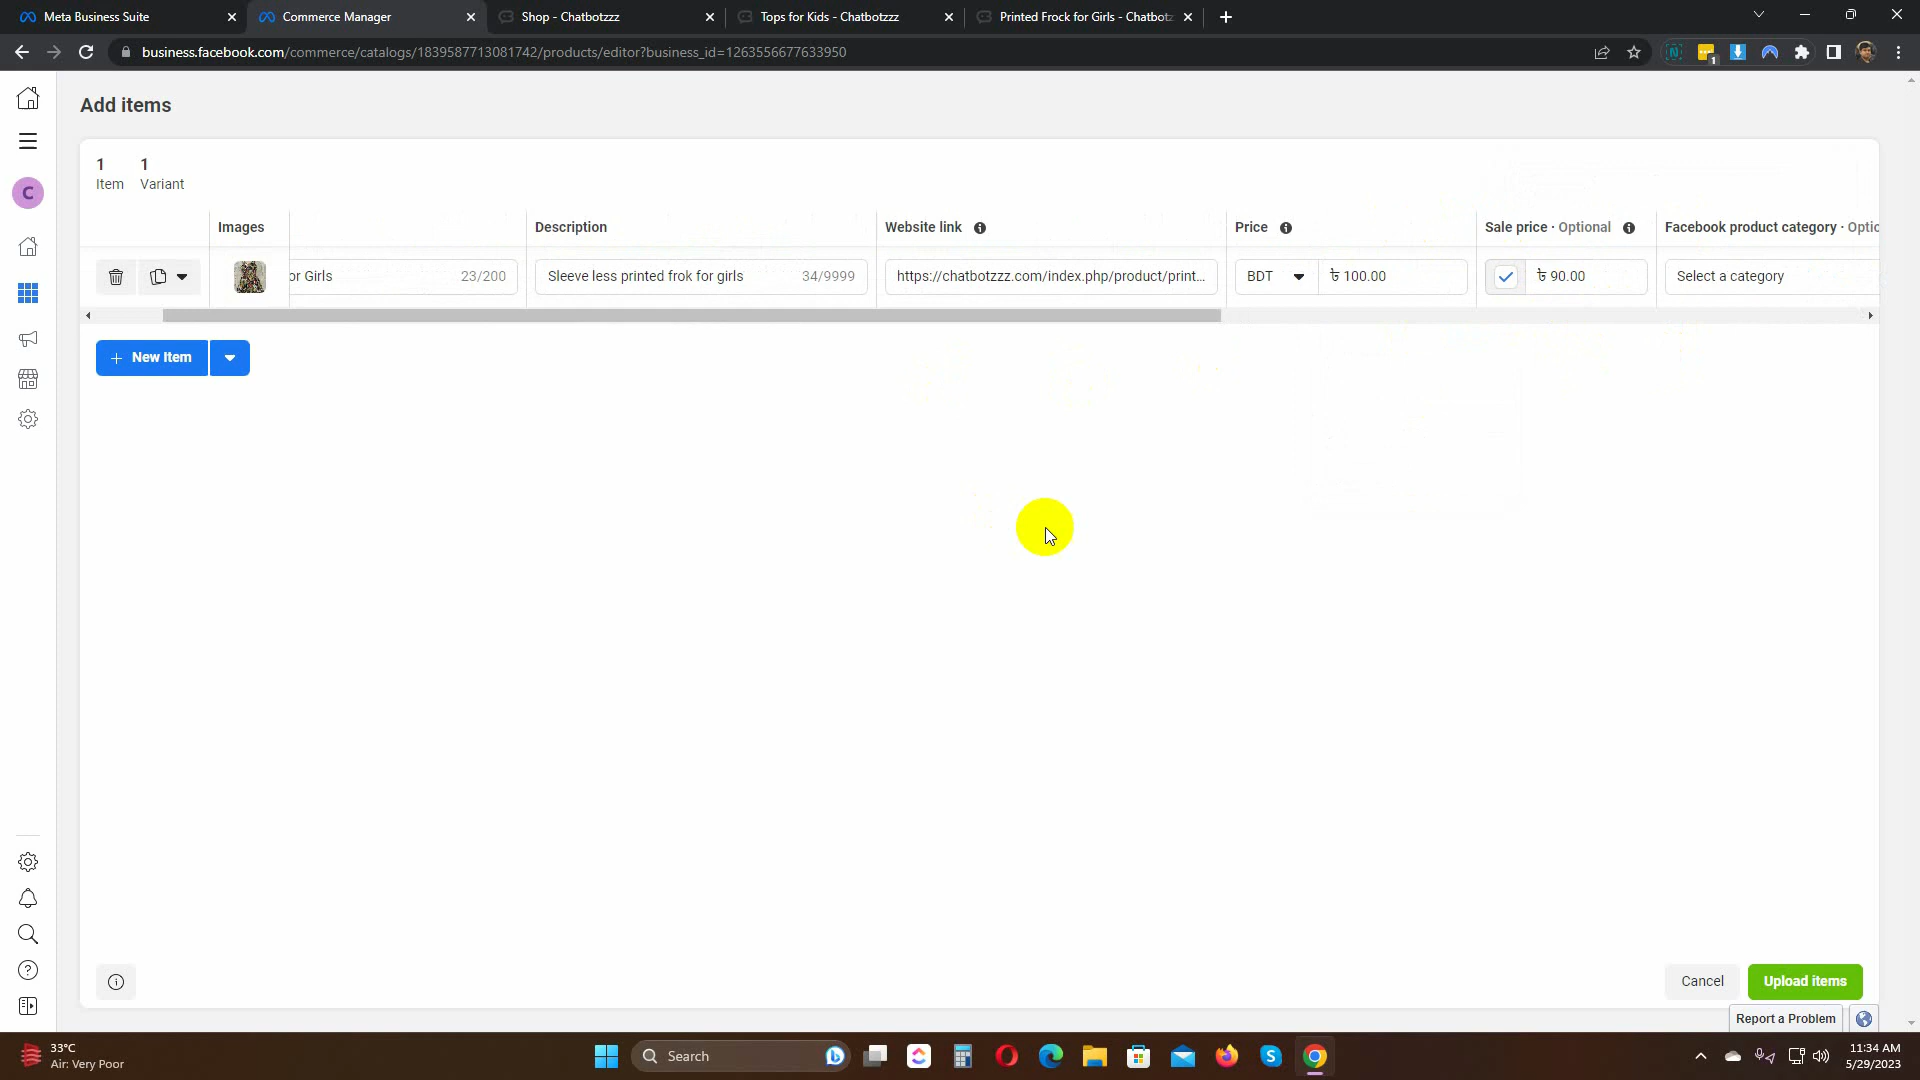 Meta Business Suite
Commerce Manager
Shop - Chatbotzzz
Tops for Kids - Chatbotzzz
Printed Frock for Girls - Chatbotz
business.facebook.com/commerce/catalogs/1839587713081742/products/editor?business_id=1263556677633950
1
Add items
C
1 1
Item Variant
Images
Description
Website link
Price
Sale price · Optional
Facebook product category · Optic
or Girls
23/200
Sleeve less printed frok for girls
34/9999
https://chatbotzzz.com/index.php/product/print...
BDT
৳ 100.00
৳ 90.00
Select a category
+ New Item
Cancel
Upload items
Report a Problem
33°C
Air: Very Poor
Search
11:34 AM
5/29/2023